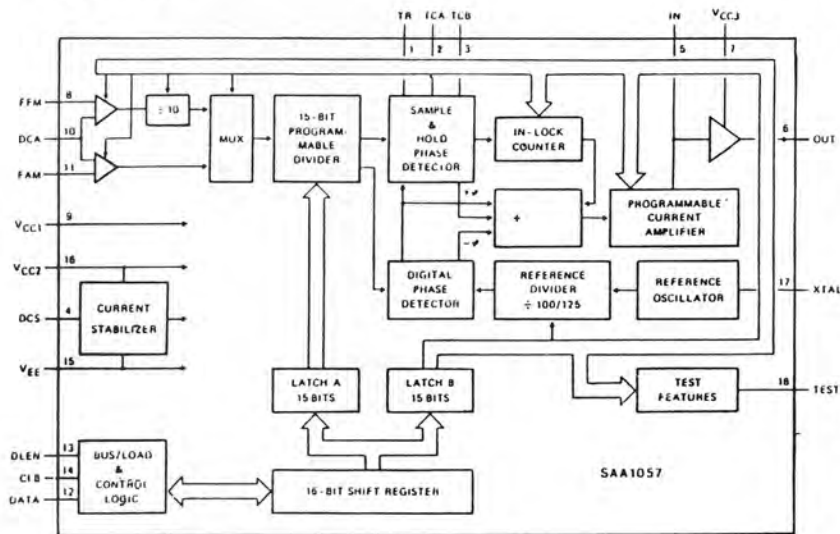 TR TCA TCB IN VCC3
1 2 3 5 7
FFM 8
DCA 10
FAM 11
÷10
MUX
15-BIT
PROGRAM-
MABLE
DIVIDER
SAMPLE
&
HOLD
PHASE
DETECTOR
IN-LOCK
COUNTER
6 OUT
+ø
-ø
+
PROGRAMMABLE
CURRENT
AMPLIFIER
VCC1 9
VCC2 16
DCS 4
VEE 15
CURRENT
STABILIZER
DIGITAL
PHASE
DETECTOR
REFERENCE
DIVIDER
÷ 100/125
REFERENCE
OSCILLATOR
17 XTAL
LATCH A
15 BITS
LATCH B
15 BITS
TEST
FEATURES
18 TEST
DLEN 13
CLB 14
DATA 12
BUS/LOAD
&
CONTROL
LOGIC
16-BIT SHIFT REGISTER
SAA1057